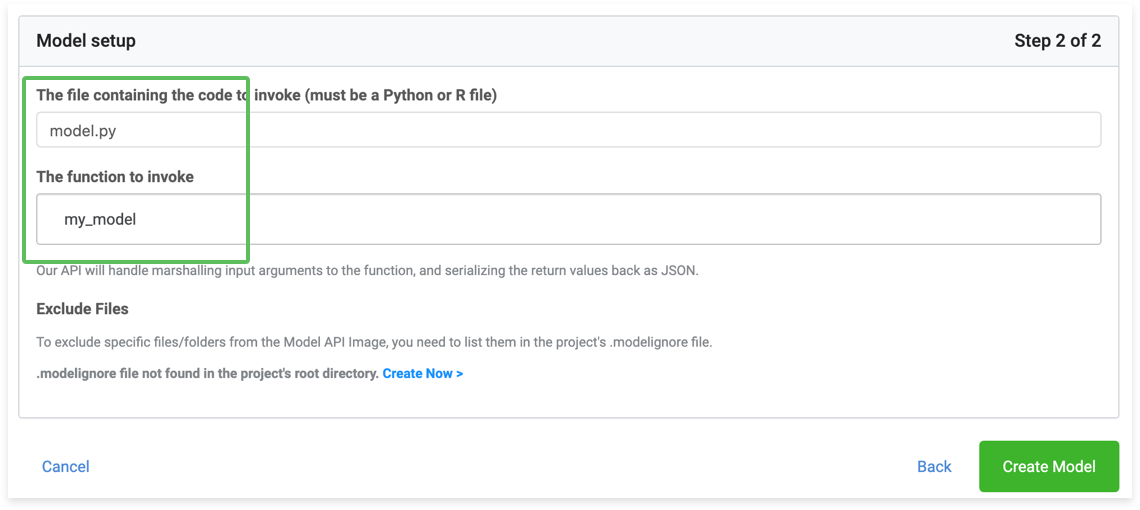 Model setup
Step 2 of 2
The file containing the code to invoke (must be a Python or R file)
model.py
The function to invoke
my_model
Our API will handle marshalling input arguments to the function, and serializing the return values back as JSON.
Exclude Files
To exclude specific files/folders from the Model API Image, you need to list them in the project's .modelignore file.
.modelignore file not found in the project's root directory. Create Now >
Cancel
Back
Create Model